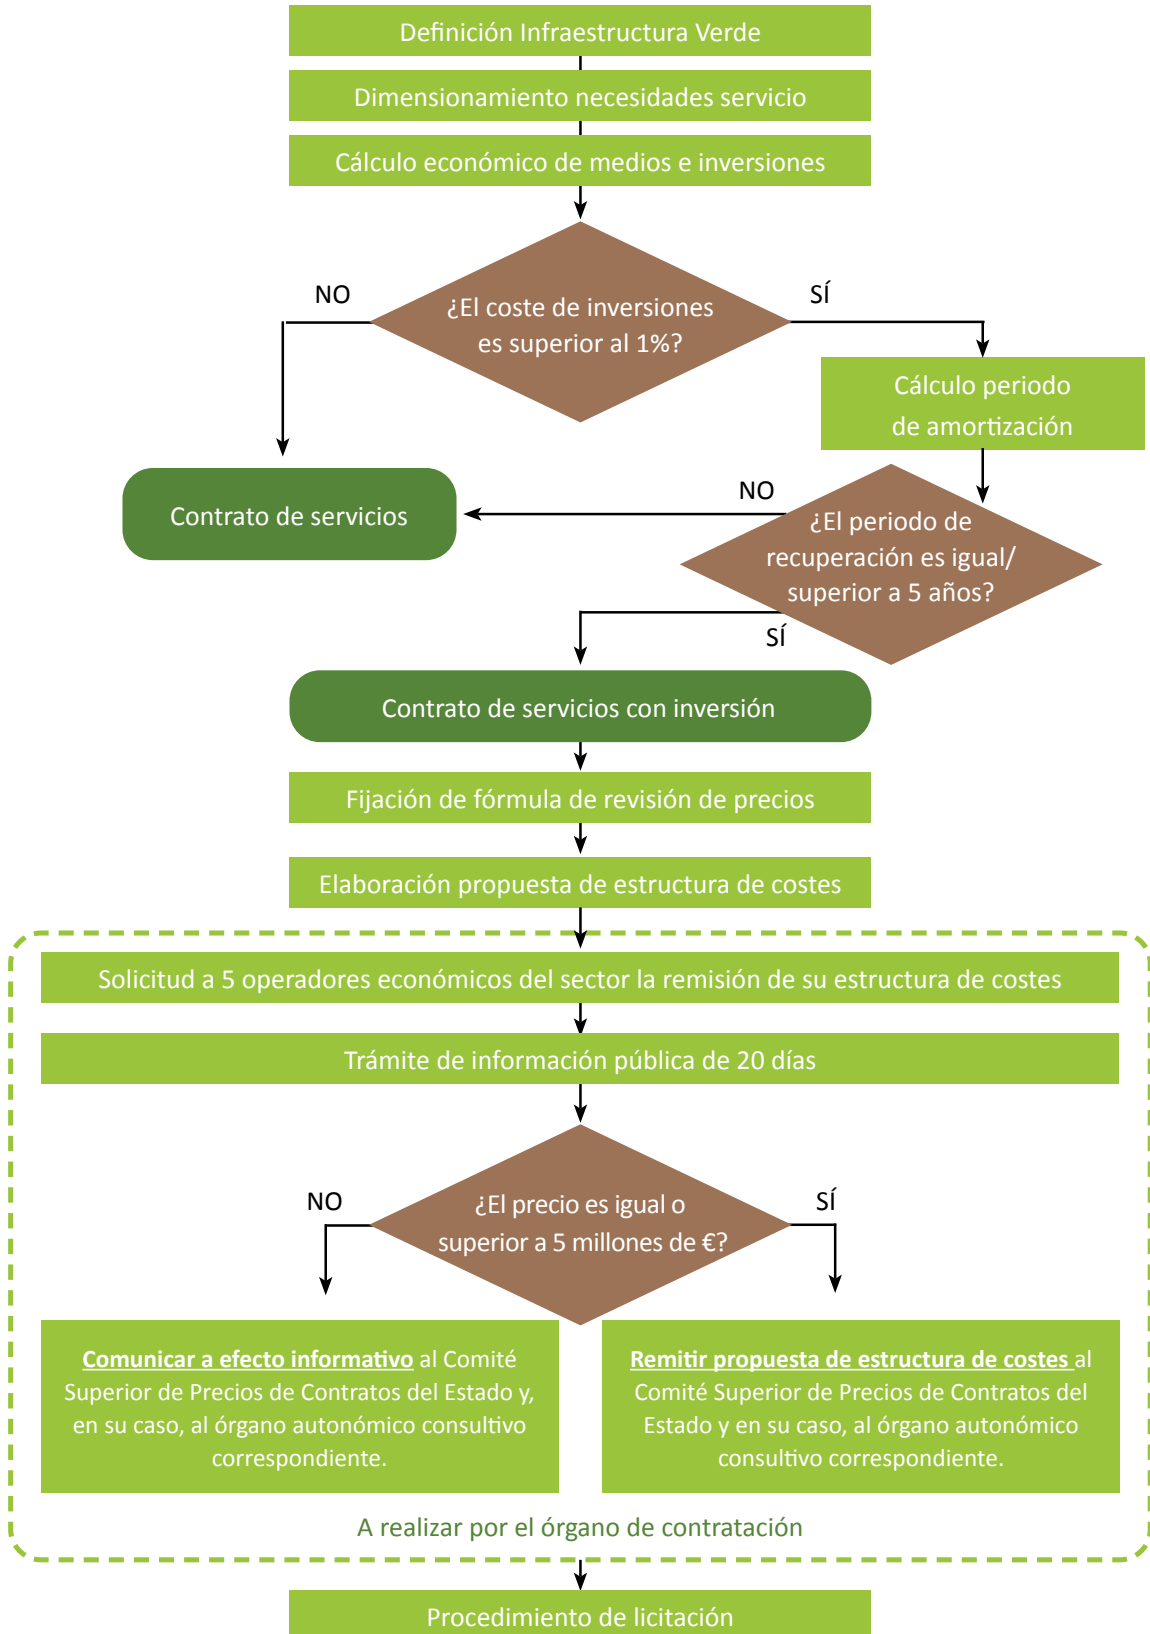 Definición Infraestructura Verde
Dimensionamiento necesidades servicio
Cálculo económico de medios e inversiones
NO
SÍ
¿El coste de inversiones
es superior al 1%?
Cálculo periodo
de amortización
NO
Contrato de servicios
¿El periodo de
recuperación es igual/
superior a 5 años?
SÍ
Contrato de servicios con inversión
Fijación de fórmula de revisión de precios
Elaboración propuesta de estructura de costes
Solicitud a 5 operadores económicos del sector la remisión de su estructura de costes
Trámite de información pública de 20 días
NO
SÍ
¿El precio es igual o
superior a 5 millones de €?
Comunicar a efecto informativo al Comité
Superior de Precios de Contratos del Estado y,
en su caso, al órgano autonómico consultivo
correspondiente.
Remitir propuesta de estructura de costes al
Comité Superior de Precios de Contratos del
Estado y en su caso, al órgano autonómico
consultivo correspondiente.
A realizar por el órgano de contratación
Procedimiento de licitación